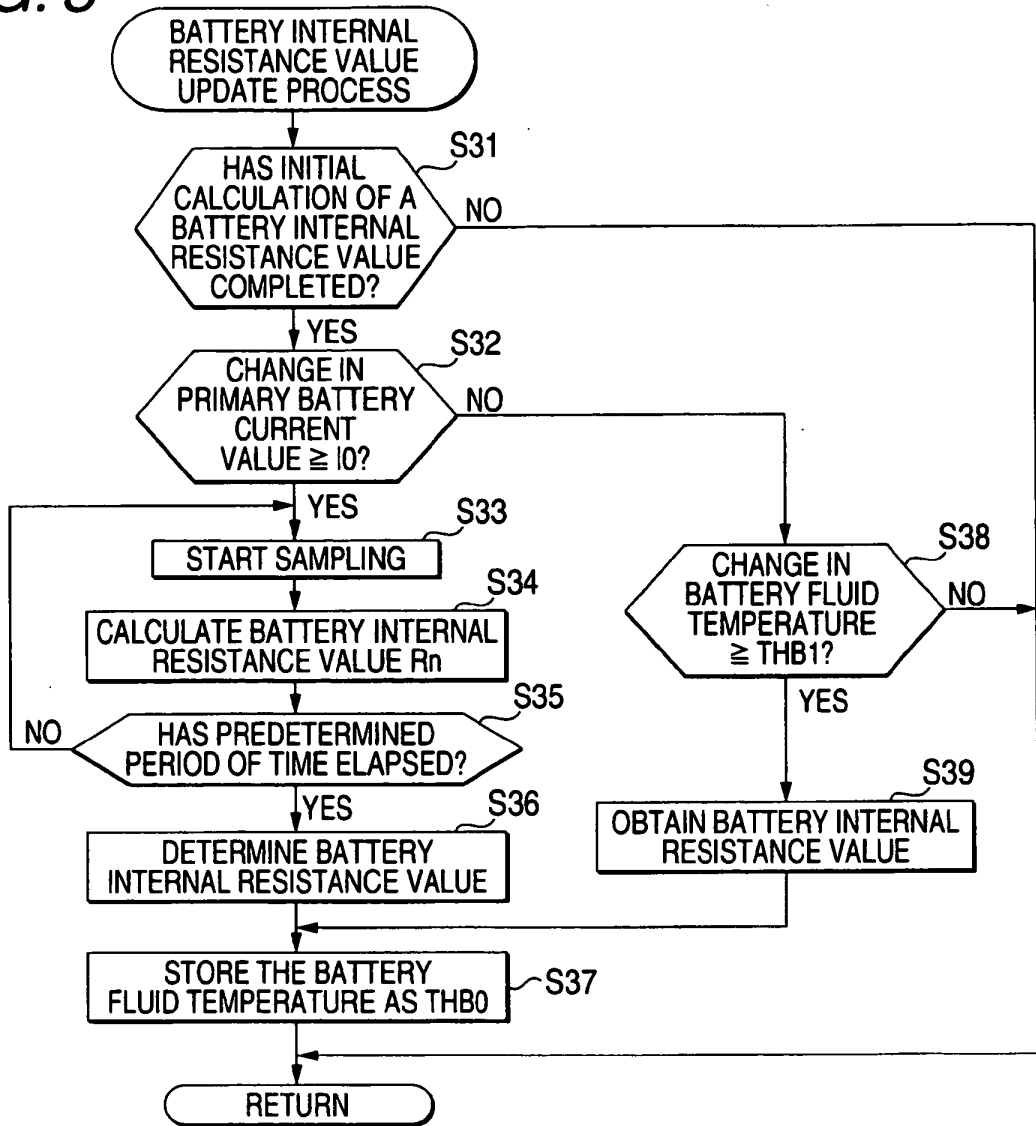 BATTERY INTERNAL
RESISTANCE VALUE
UPDATE PROCESS
S31
HAS INITIAL
CALCULATION OF A
BATTERY INTERNAL
RESISTANCE VALUE
COMPLETED?
NO
YES
S32
CHANGE IN
PRIMARY BATTERY
CURRENT
VALUE ≧ I0?
NO
YES
S33
START SAMPLING
S34
CALCULATE BATTERY INTERNAL
RESISTANCE VALUE Rn
S35
HAS PREDETERMINED
PERIOD OF TIME ELAPSED?
NO
YES
S36
DETERMINE BATTERY
INTERNAL RESISTANCE VALUE
S38
CHANGE IN
BATTERY FLUID
TEMPERATURE
≧ THB1?
NO
YES
S39
OBTAIN BATTERY INTERNAL
RESISTANCE VALUE
STORE THE BATTERY
FLUID TEMPERATURE AS THB0
S37
RETURN